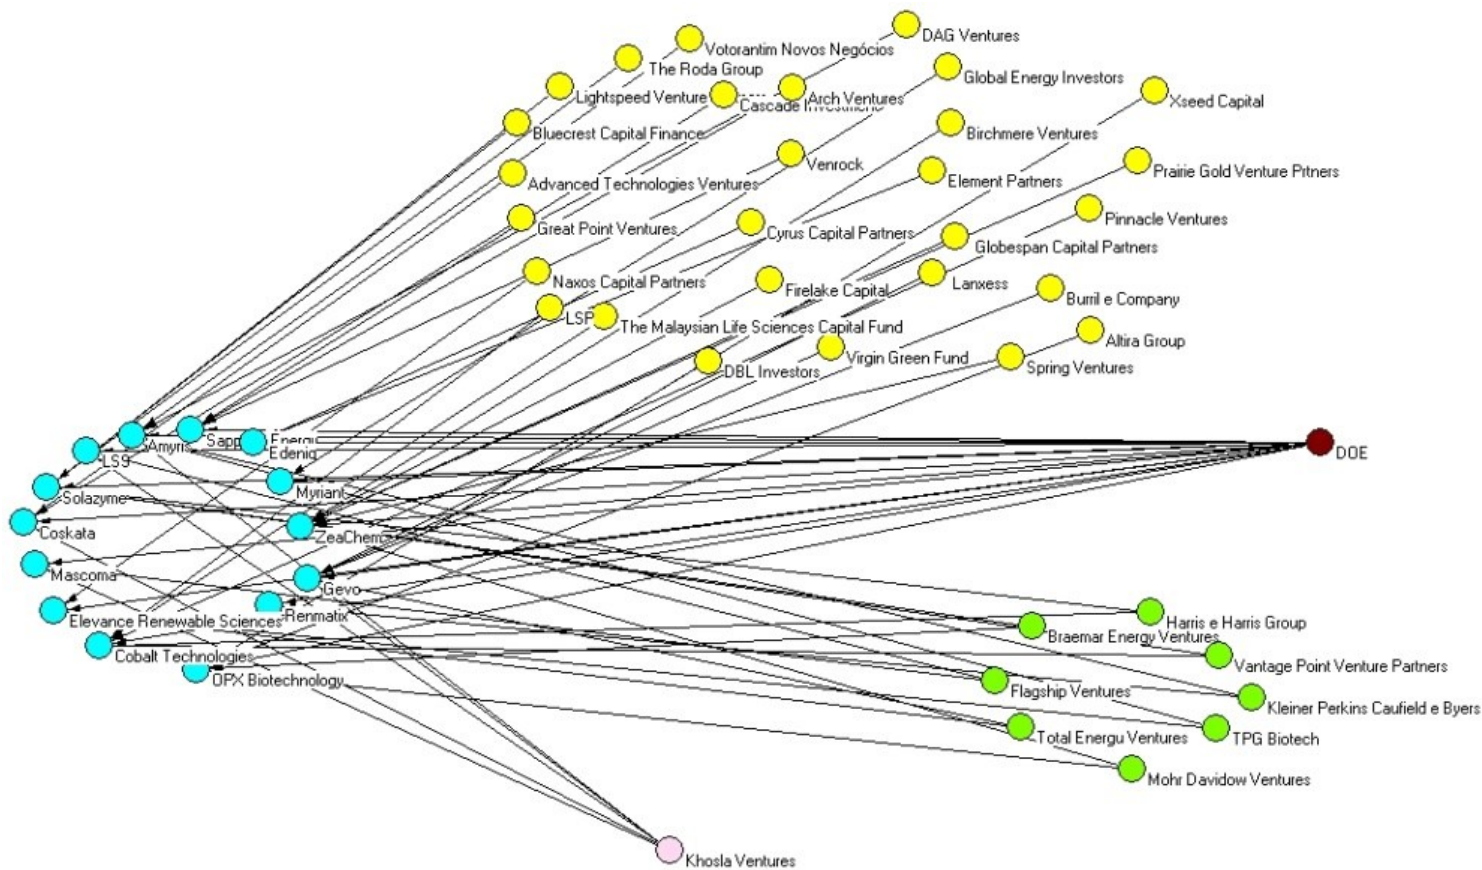 DAG Ventures
Votorantim Novos Negócios
The Roda Group
Global Energy Investors
Lightspeed Venture
Arch Ventures
Cascade
Xseed Capital
Bluecrest Capital Finance
Birchmere Ventures
Venrock
Prairie Gold Venture Prtners
Advanced Technologies Ventures
Element Partners
Pinnacle Ventures
Great Point Ventures
Cyrus Capital Partners
Globespan Capital Partners
Naxos Capital Partners
Firelake Capital
Lanxess
Burril e Company
LSP
The Malaysian Life Sciences Capital Fund
Altira Group
Virgin Green Fund
DBL Investors
Spring Ventures
Amyris
Sapp
Energy
Edeniq
DOE
LS9
Myriant
Solazyme
Coskata
ZeaChem
Mascoma
Gevo
Renmatix
Elevance Renewable Sciences
Harris e Harris Group
Braemar Energy Ventures
Cobalt Technologies
Vantage Point Venture Partners
OPX Biotechnology
Flagship Ventures
Kleiner Perkins Caufield e Byers
Total Energu Ventures
TPG Biotech
Mohr Davidow Ventures
Khosla Ventures